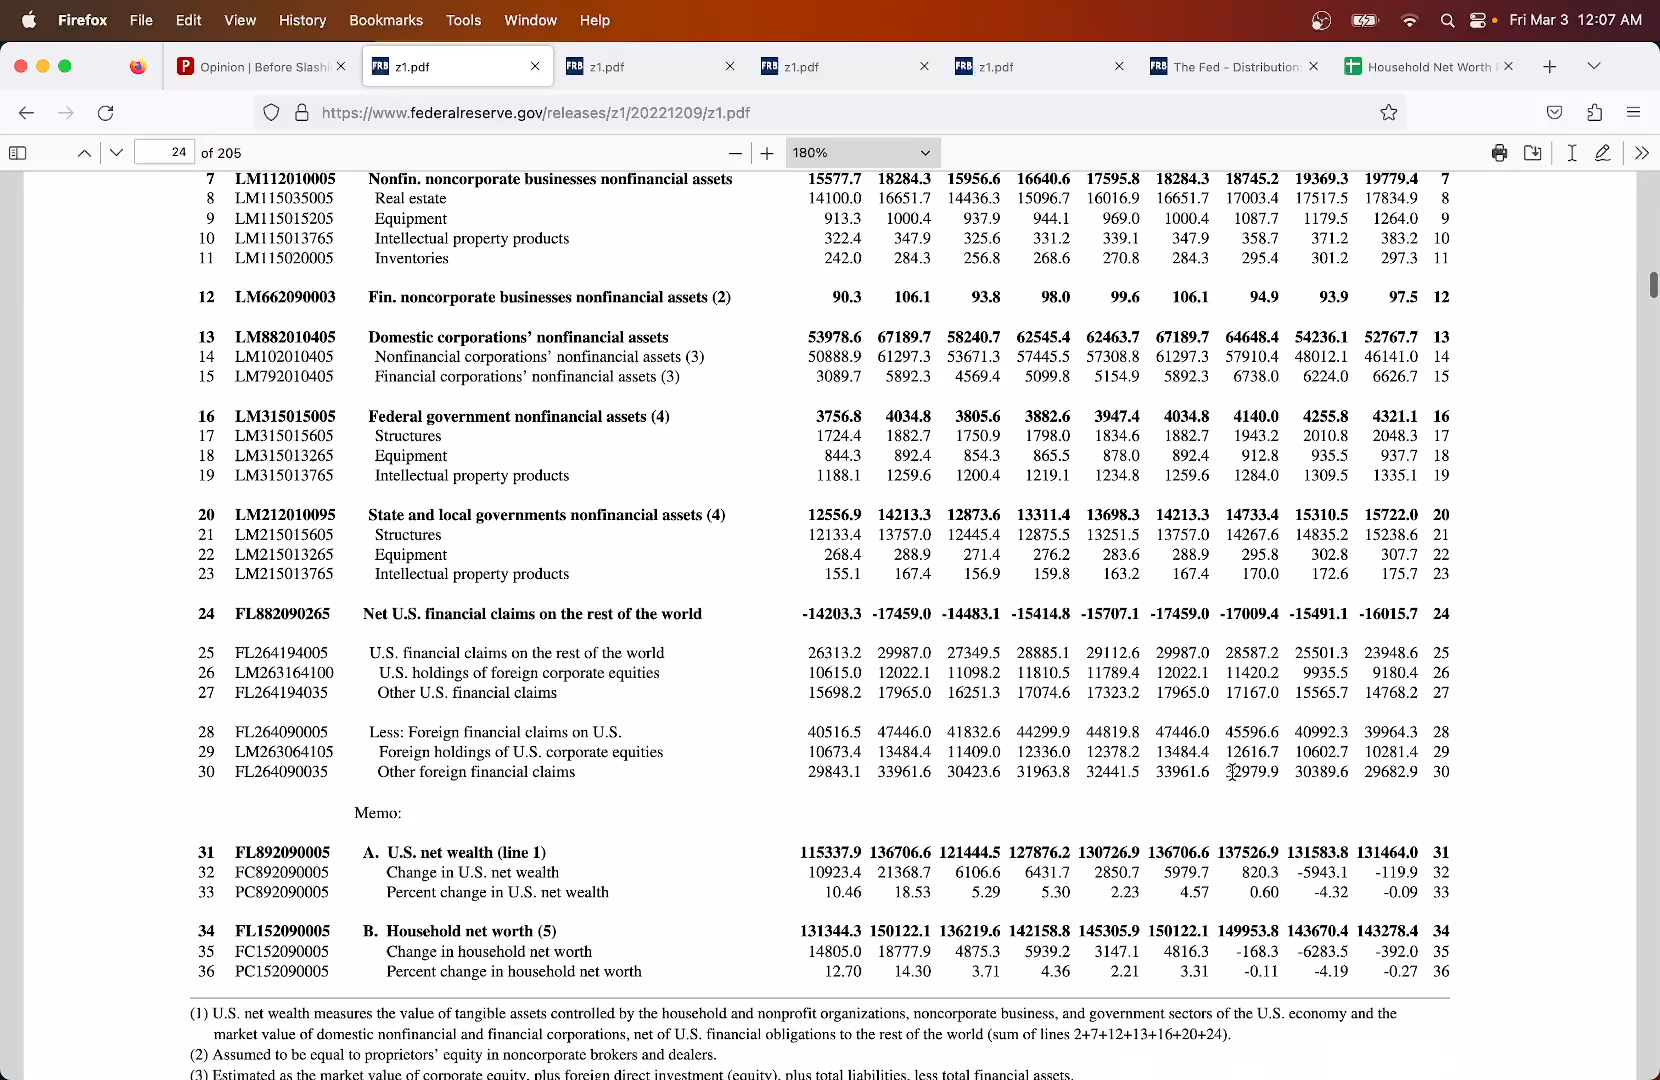 Firefox File Edit View History Bookmarks Tools Window Help Fri Mar 3 12:07 AM
P Opinion | Before Slashi FRB z1.pdf FRB z1.pdf FRB z1.pdf FRB z1.pdf FRB The Fed - Distribution Household Net Worth
https://www.federalreserve.gov/releases/z1/20221209/z1.pdf
24 of 205 180%
7 LM112010005 Nonfin. noncorporate businesses nonfinancial assets 15577.7 18284.3 15956.6 16640.6 17595.8 18284.3 18745.2 19369.3 19779.4 7
8 LM115035005 Real estate 14100.0 16651.7 14436.3 15096.7 16016.9 16651.7 17003.4 17517.5 17834.9 8
9 LM115015205 Equipment 913.3 1000.4 937.9 944.1 969.0 1000.4 1087.7 1179.5 1264.0 9
10 LM115013765 Intellectual property products 322.4 347.9 325.6 331.2 339.1 347.9 358.7 371.2 383.2 10
11 LM115020005 Inventories 242.0 284.3 256.8 268.6 270.8 284.3 295.4 301.2 297.3 11
12 LM662090003 Fin. noncorporate businesses nonfinancial assets (2) 90.3 106.1 93.8 98.0 99.6 106.1 94.9 93.9 97.5 12
13 LM882010405 Domestic corporations' nonfinancial assets 53978.6 67189.7 58240.7 62545.4 62463.7 67189.7 64648.4 54236.1 52767.7 13
14 LM102010405 Nonfinancial corporations' nonfinancial assets (3) 50888.9 61297.3 53671.3 57445.5 57308.8 61297.3 57910.4 48012.1 46141.0 14
15 LM792010405 Financial corporations' nonfinancial assets (3) 3089.7 5892.3 4569.4 5099.8 5154.9 5892.3 6738.0 6224.0 6626.7 15
16 LM315015005 Federal government nonfinancial assets (4) 3756.8 4034.8 3805.6 3882.6 3947.4 4034.8 4140.0 4255.8 4321.1 16
17 LM315015605 Structures 1724.4 1882.7 1750.9 1798.0 1834.6 1882.7 1943.2 2010.8 2048.3 17
18 LM315013265 Equipment 844.3 892.4 854.3 865.5 878.0 892.4 912.8 935.5 937.7 18
19 LM315013765 Intellectual property products 1188.1 1259.6 1200.4 1219.1 1234.8 1259.6 1284.0 1309.5 1335.1 19
20 LM212010095 State and local governments nonfinancial assets (4) 12556.9 14213.3 12873.6 13311.4 13698.3 14213.3 14733.4 15310.5 15722.0 20
21 LM215015605 Structures 12133.4 13757.0 12445.4 12875.5 13251.5 13757.0 14267.6 14835.2 15238.6 21
22 LM215013265 Equipment 268.4 288.9 271.4 276.2 283.6 288.9 295.8 302.8 307.7 22
23 LM215013765 Intellectual property products 155.1 167.4 156.9 159.8 163.2 167.4 170.0 172.6 175.7 23
24 FL882090265 Net U.S. financial claims on the rest of the world -14203.3 -17459.0 -14483.1 -15414.8 -15707.1 -17459.0 -17009.4 -15491.1 -16015.7 24
25 FL264194005 U.S. financial claims on the rest of the world 26313.2 29987.0 27349.5 28885.1 29112.6 29987.0 28587.2 25501.3 23948.6 25
26 LM263164100 U.S. holdings of foreign corporate equities 10615.0 12022.1 11098.2 11810.5 11789.4 12022.1 11420.2 9935.5 9180.4 26
27 FL264194035 Other U.S. financial claims 15698.2 17965.0 16251.3 17074.6 17323.2 17965.0 17167.0 15565.7 14768.2 27
28 FL264090005 Less: Foreign financial claims on U.S. 40516.5 47446.0 41832.6 44299.9 44819.8 47446.0 45596.6 40992.3 39964.3 28
29 LM263064105 Foreign holdings of U.S. corporate equities 10673.4 13484.4 11409.0 12336.0 12378.2 13484.4 12616.7 10602.7 10281.4 29
30 FL264090035 Other foreign financial claims 29843.1 33961.6 30423.6 31963.8 32441.5 33961.6 32979.9 30389.6 29682.9 30
Memo:
31 FL892090005 A. U.S. net wealth (line 1) 115337.9 136706.6 121444.5 127876.2 130726.9 136706.6 137526.9 131583.8 131464.0 31
32 FC892090005 Change in U.S. net wealth 10923.4 21368.7 6106.6 6431.7 2850.7 5979.7 820.3 -5943.1 -119.9 32
33 PC892090005 Percent change in U.S. net wealth 10.46 18.53 5.29 5.30 2.23 4.57 0.60 -4.32 -0.09 33
34 FL152090005 B. Household net worth (5) 131344.3 150122.1 136219.6 142158.8 145305.9 150122.1 149953.8 143670.4 143278.4 34
35 FC152090005 Change in household net worth 14805.0 18777.9 4875.3 5939.2 3147.1 4816.3 -168.3 -6283.5 -392.0 35
36 PC152090005 Percent change in household net worth 12.70 14.30 3.71 4.36 2.21 3.31 -0.11 -4.19 -0.27 36
(1) U.S. net wealth measures the value of tangible assets controlled by the household and nonprofit organizations, noncorporate business, and government sectors of the U.S. economy and the
market value of domestic nonfinancial and financial corporations, net of U.S. financial obligations to the rest of the world (sum of lines 2+7+12+13+16+20+24).
(2) Assumed to be equal to proprietors' equity in noncorporate brokers and dealers.
(3) Estimated as the market value of corporate equity, plus foreign direct investment (equity), plus total liabilities, less total financial assets.